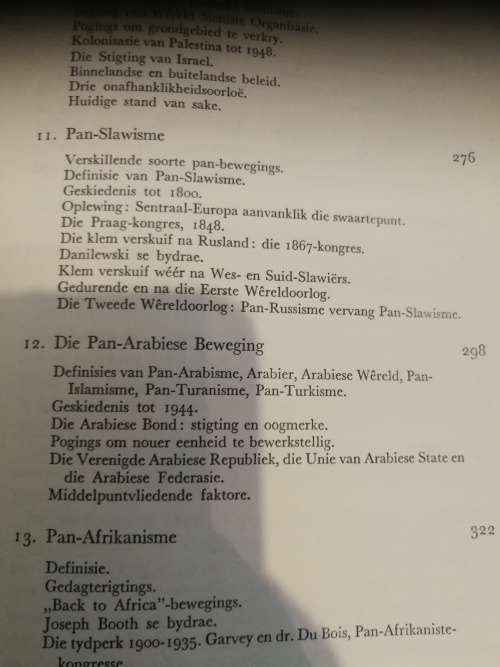 Wêreld Sioniste Organisasie.
Pogings om grondgebied te verkry.
Kolonisasie van Palestina tot 1948.
Die Stigting van Israel.
Binnelandse en buitelandse beleid.
Drie onafhanklikheidsoorloë.
Huidige stand van sake.
11. Pan-Slawisme 276
Verskillende soorte pan-bewegings.
Definisie van Pan-Slawisme.
Geskiedenis tot 1800.
Oplewing: Sentraal-Europa aanvanklik die swaartepunt.
Die Praag-kongres, 1848.
Die klem verskuif na Rusland: die 1867-kongres.
Danilewski se bydrae.
Klem verskuif wéér na Wes- en Suid-Slawiërs.
Gedurende en na die Eerste Wêreldoorlog.
Die Tweede Wêreldoorlog: Pan-Russisme vervang Pan-Slawisme.
12. Die Pan-Arabiese Beweging 298
Definisies van Pan-Arabisme, Arabier, Arabiese Wêreld, Pan-
Islamisme, Pan-Turanisme, Pan-Turkisme.
Geskiedenis tot 1944.
Die Arabiese Bond: stigting en oogmerke.
Pogings om nouer eenheid te bewerkstellig.
Die Verenigde Arabiese Republiek, die Unie van Arabiese State en
die Arabiese Federasie.
Middelpuntvliedende faktore.
13. Pan-Afrikanisme 322
Definisie.
Gedagterigtings.
„Back to Africa”-bewegings.
Joseph Booth se bydrae.
Die tydperk 1900-1935. Garvey en dr. Du Bois, Pan-Afrikaniste-
kongresse